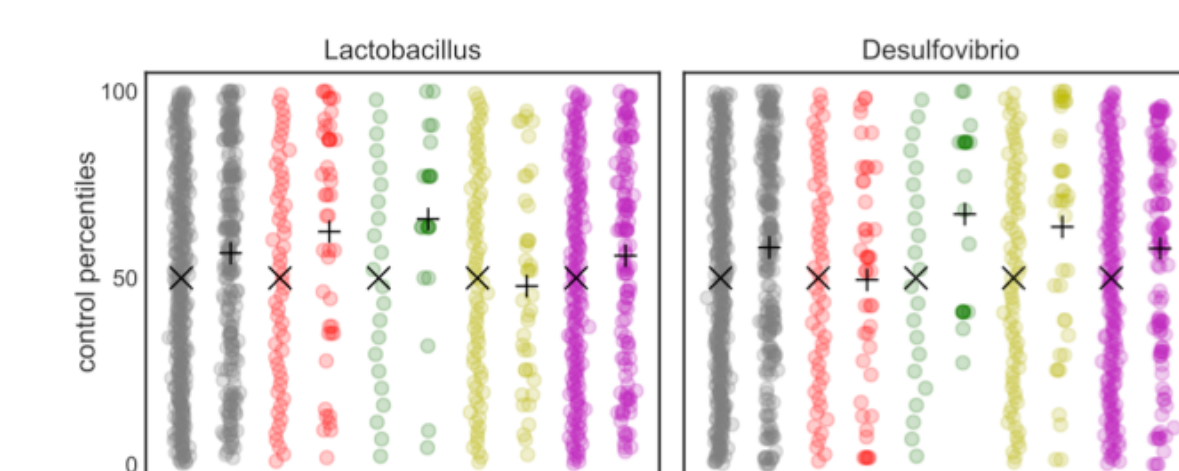 Lactobacillus
Desulfovibrio
control percentiles
100
50
0